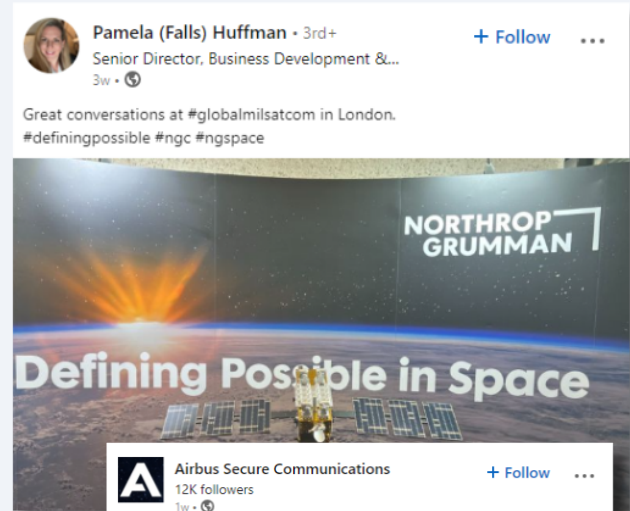 Pamela (Falls) Huffman • 3rd+
+ Follow ...
Senior Director, Business Development &...
3w •
Great conversations at #globalmilsatcom in London.
#definingpossible #ngc #ngspace
NORTHROP
GRUMMAN
Defining Possible in Space
A
Airbus Secure Communications
+ Follow ...
12K followers
1w •